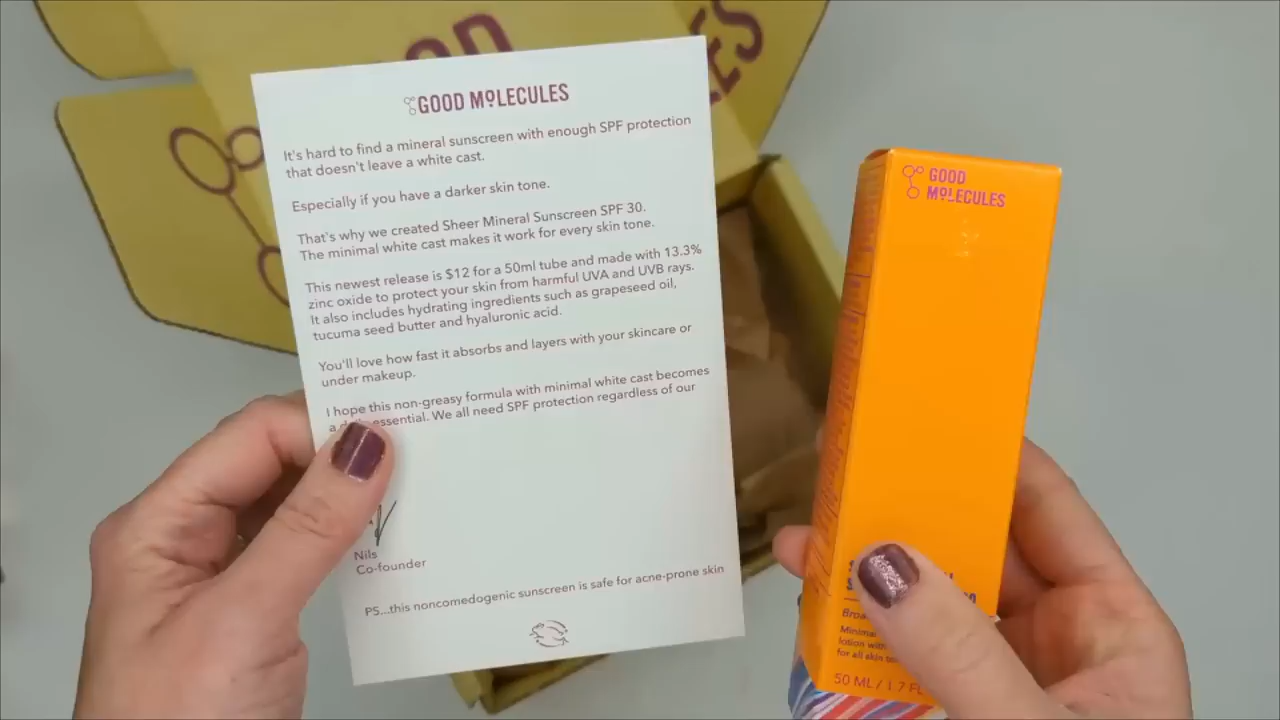 GOOD MOLECULES
It's hard to find a mineral sunscreen with enough SPF protection
that doesn't leave a white cast.
Especially if you have a darker skin tone.
That's why we created Sheer Mineral Sunscreen SPF 30.
The minimal white cast makes it work for every skin tone.
This newest release is $12 for a 50ml tube and made with 13.3%
zinc oxide to protect your skin from harmful UVA and UVB rays.
It also includes hydrating ingredients such as grapeseed oil,
tucuma seed butter and hyaluronic acid.
You'll love how fast it absorbs and layers with your skincare or
under makeup.
I hope this non-greasy formula with minimal white cast becomes
a essential. We all need SPF protection regardless of our
Nils
Co-founder
PS...this noncomedogenic sunscreen is safe for acne-prone skin
GOOD
MOLECULES
Minimal
lotion with
for all skin
50 ML / 1.7